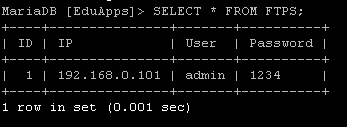 MariaDB [EduApps]> SELECT * FROM FTPS;
+----+---------------+-------+----------+
| ID | IP            | User  | Password |
+----+---------------+-------+----------+
|  1 | 192.168.0.101 | admin | 1234     |
+----+---------------+-------+----------+
1 row in set (0.001 sec)